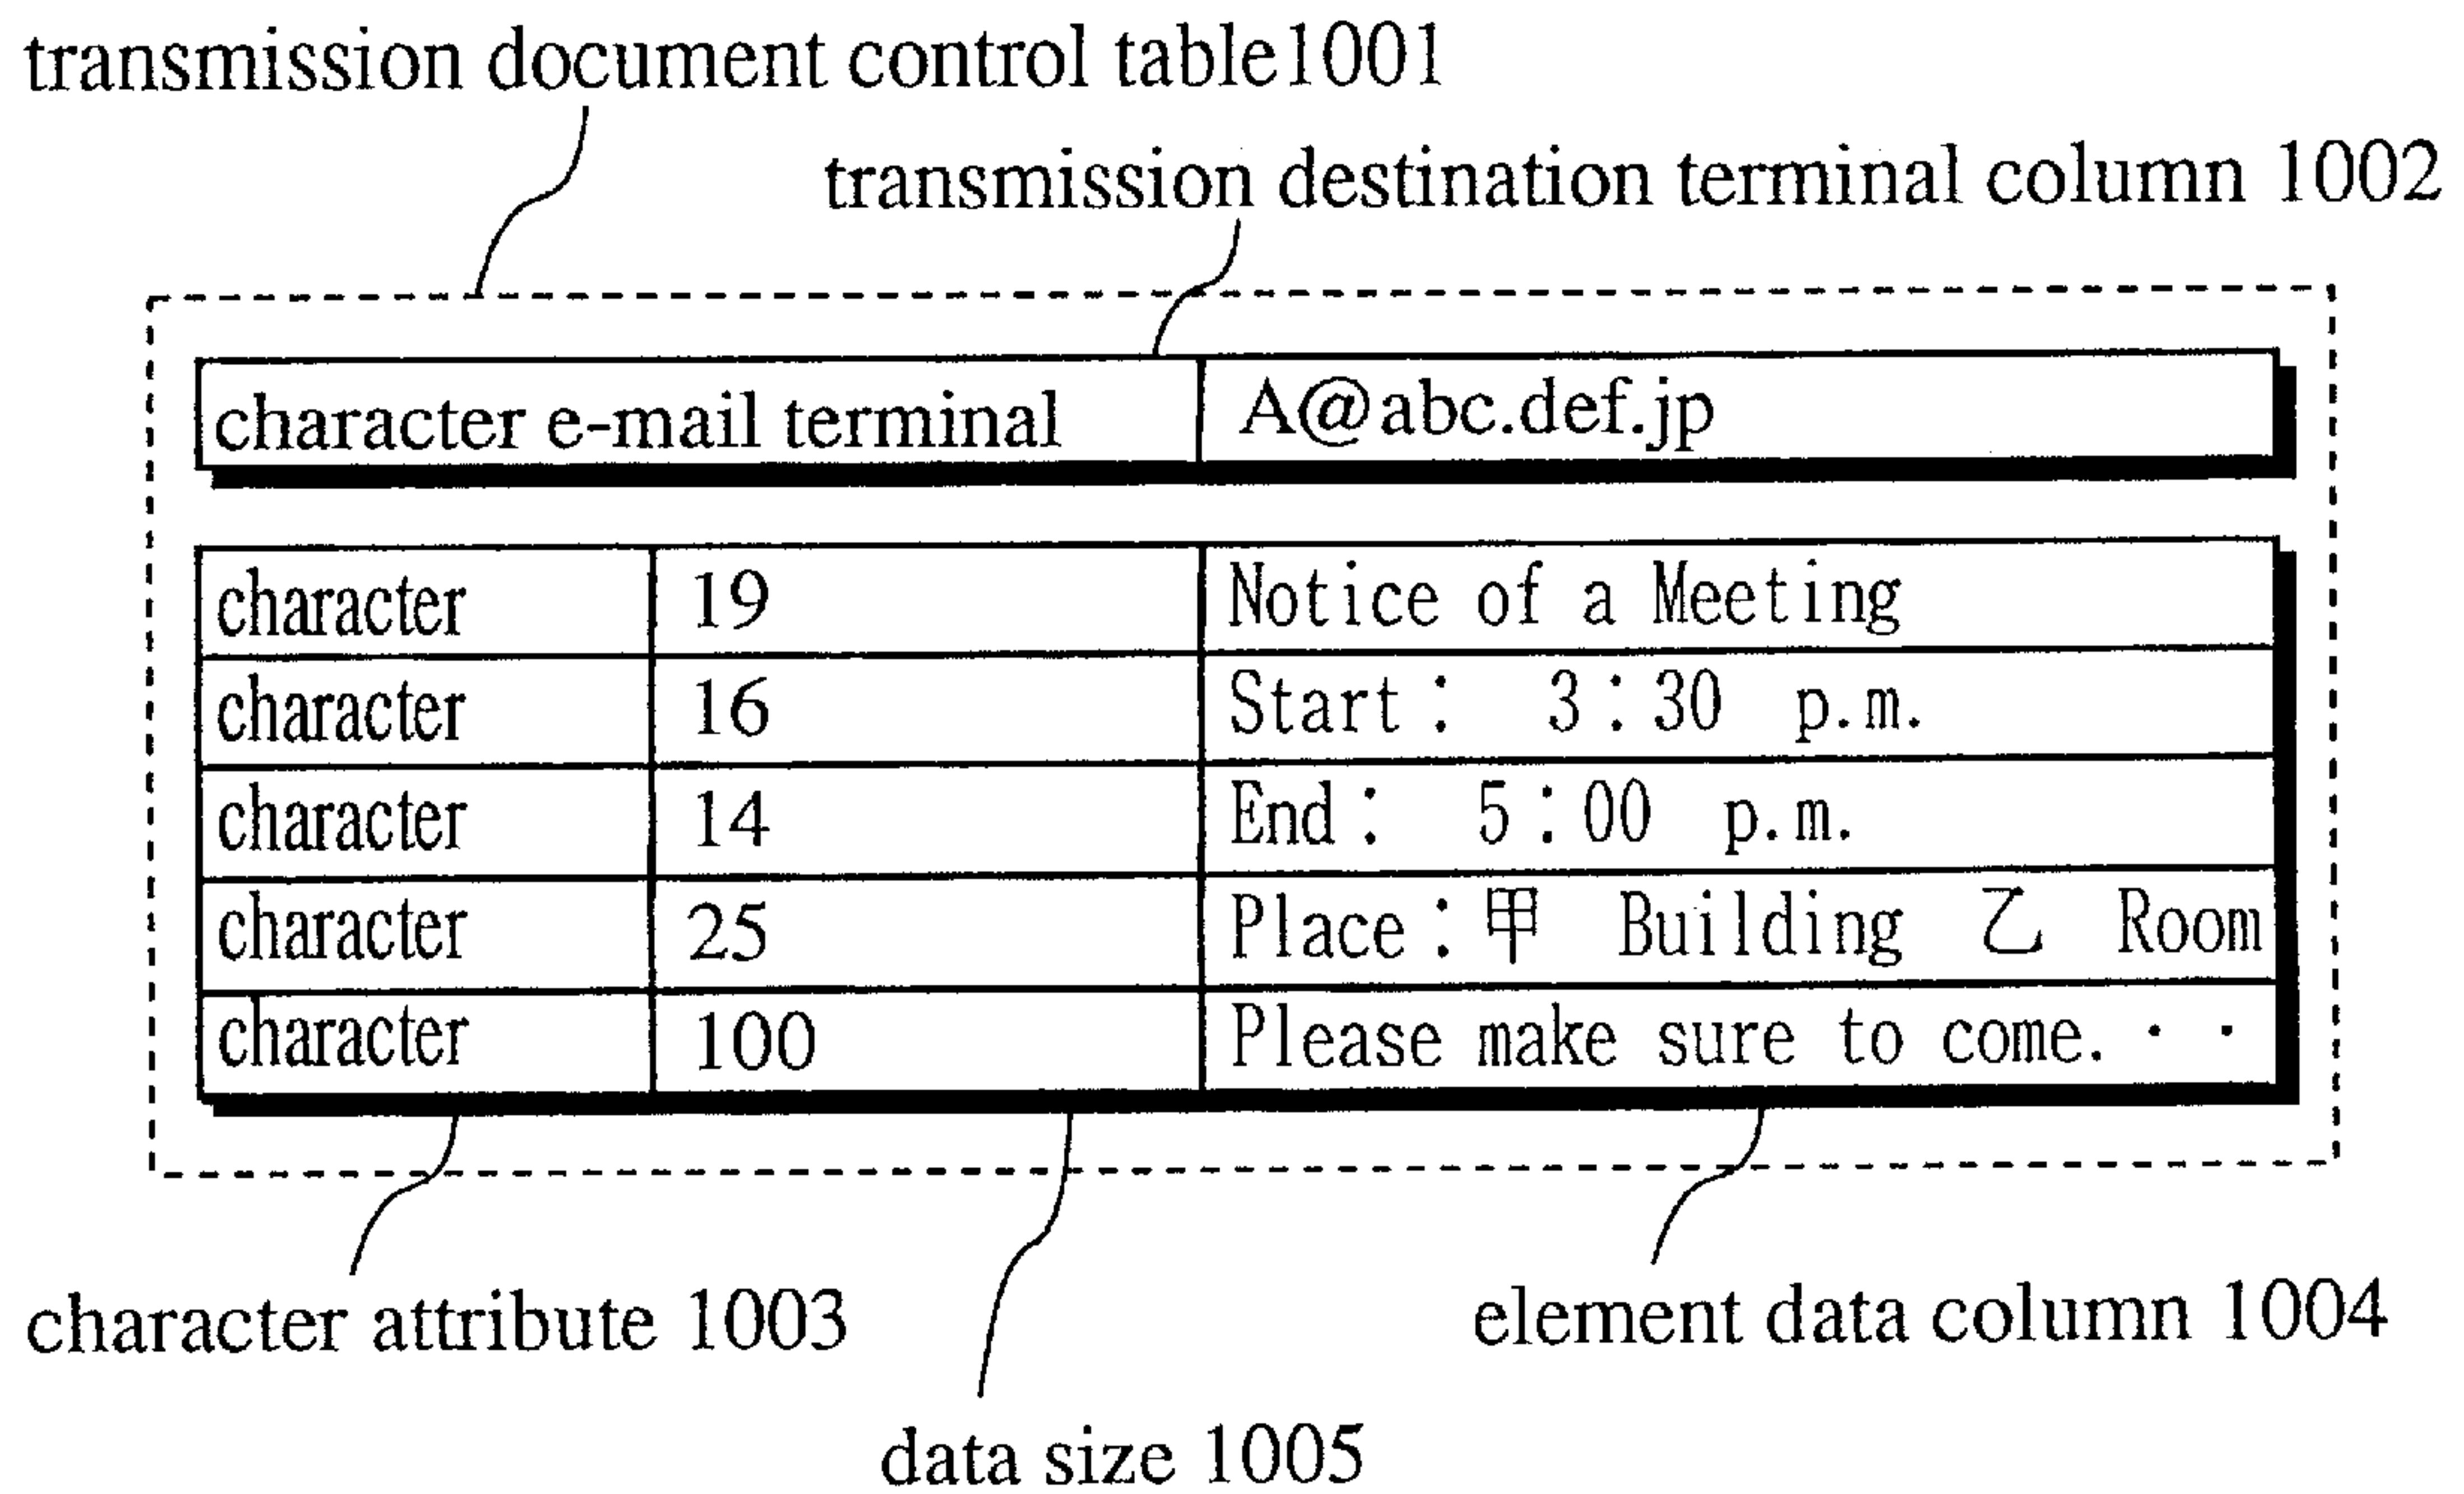 transmission document control table1001
transmission destination terminal column 1002
character e-mail terminal A@abc.def.jp
character 19 Notice of a Meeting
character 16 Start: 3:30 p.m.
character 14 End: 5:00 p.m.
character 25 Place:甲 Building 乙 Room
character 100 Please make sure to come. · ·
character attribute 1003
element data column 1004
data size 1005